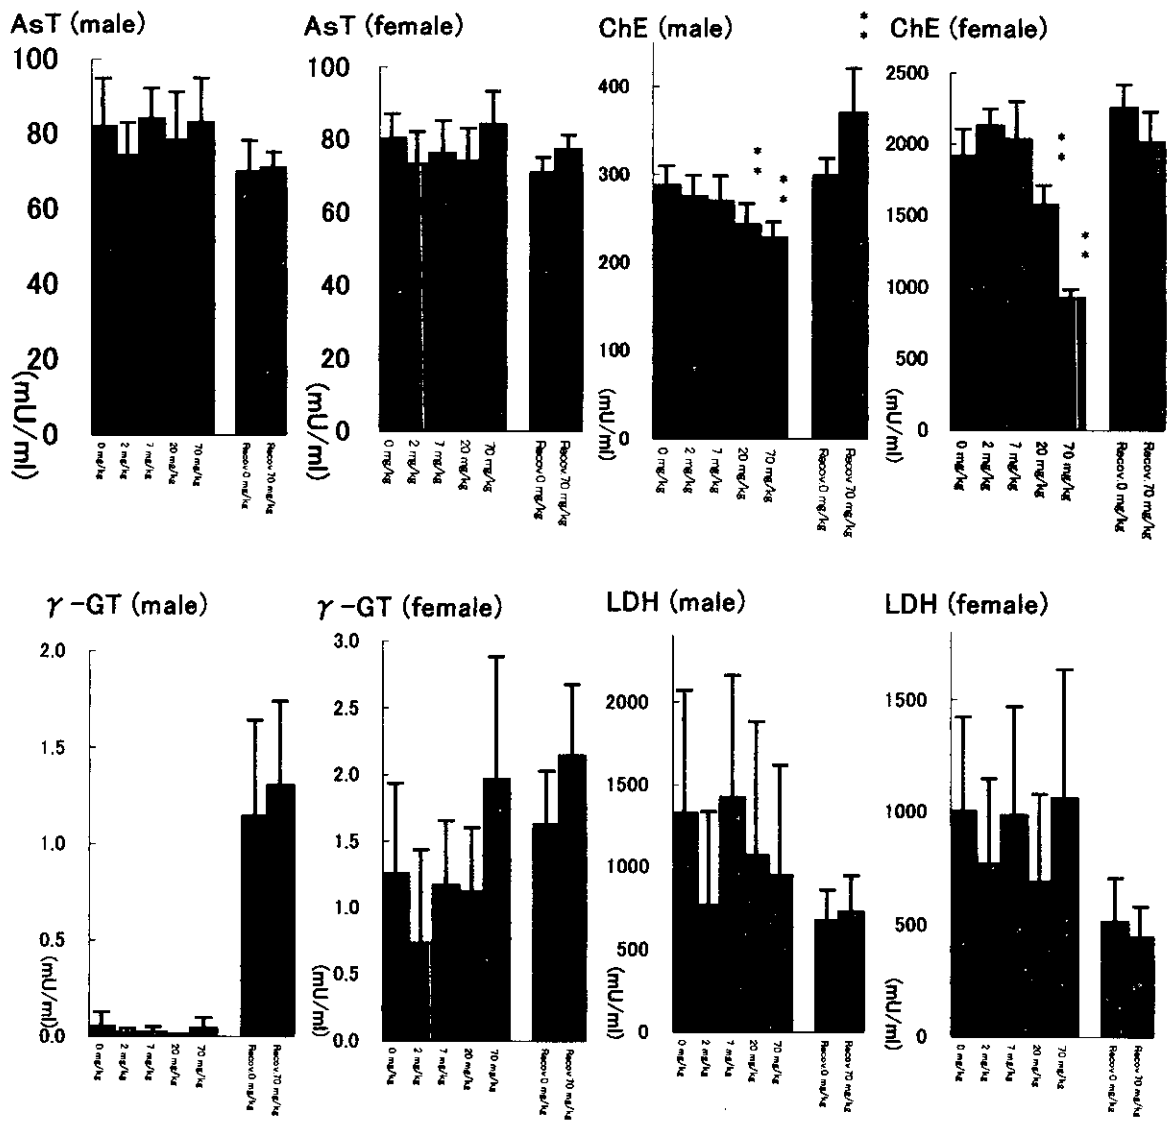 AsT (male)
100
80
60
40
20
0
(mU/ml)
0 mg/kg
2 mg/kg
7 mg/kg
20 mg/kg
70 mg/kg
Recov.0 mg/kg
Recov 70 mg/kg
AsT (female)
100
80
60
40
20
0
(mU/ml)
0 mg/kg
2 mg/kg
7 mg/kg
20 mg/kg
70 mg/kg
Recov.0 mg/kg
Recov 70 mg/kg
ChE (male)
**
400
300
200
100
0
(mU/ml)
**
**
0 mg/kg
2 mg/kg
7 mg/kg
20 mg/kg
70 mg/kg
Recov.0 mg/kg
Recov 70 mg/kg
ChE (female)
2500
2000
1500
1000
500
0
(mU/ml)
**
**
0 mg/kg
2 mg/kg
7 mg/kg
20 mg/kg
70 mg/kg
Recov.0 mg/kg
Recov. 70 mg/kg
γ-GT (male)
2.0
1.5
1.0
0.5
0.0
(mU/ml)
0 mg/kg
2 mg/kg
7 mg/kg
20 mg/kg
70 mg/kg
Recov.0 mg/kg
Recov 70 mg/kg
γ-GT (female)
3.0
2.5
2.0
1.5
1.0
0.5
0.0
(mU/ml)
0 mg/kg
2 mg/kg
7 mg/kg
20 mg/kg
70 mg/kg
Recov.0 mg/kg
Recov 70 mg/kg
LDH (male)
2000
1500
1000
500
0
(mU/ml)
0 mg/kg
2 mg/kg
7 mg/kg
20 mg/kg
70 mg/kg
Recov.0 mg/kg
Recov 70 mg/kg
LDH (female)
1500
1000
500
0
(mU/ml)
0 mg/kg
2 mg/kg
7 mg/kg
20 mg/kg
70 mg/kg
Recov 0 mg/kg
Recov 70 mg/kg